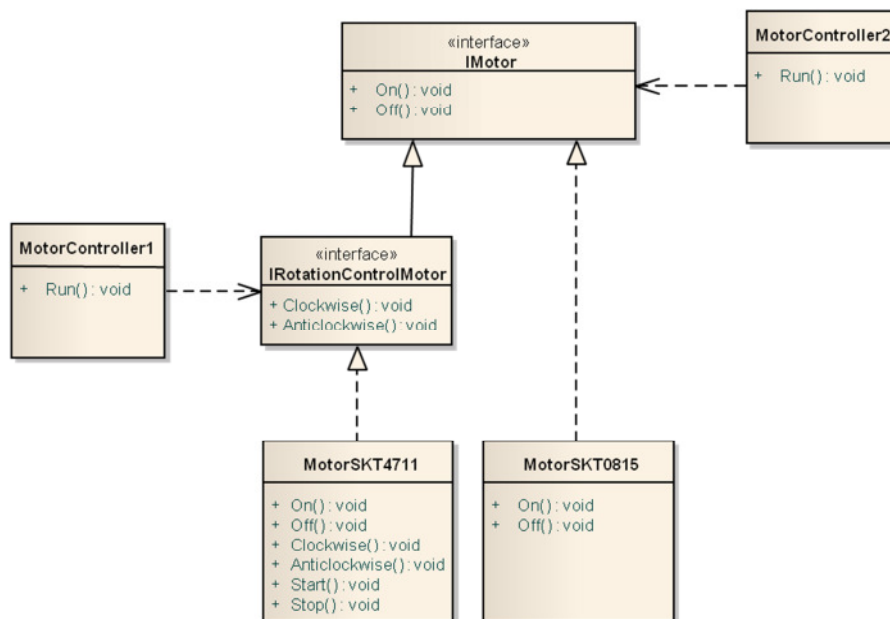 «interface»
IMotor
+ On() : void
+ Off() : void
MotorController2
+ Run() : void
MotorController1
+ Run() : void
«interface»
IRotationControlMotor
+ Clockwise() : void
+ Anticlockwise() : void
MotorSKT4711
+ On() : void
+ Off() : void
+ Clockwise() : void
+ Anticlockwise() : void
+ Start() : void
+ Stop() : void
MotorSKT0815
+ On() : void
+ Off() : void